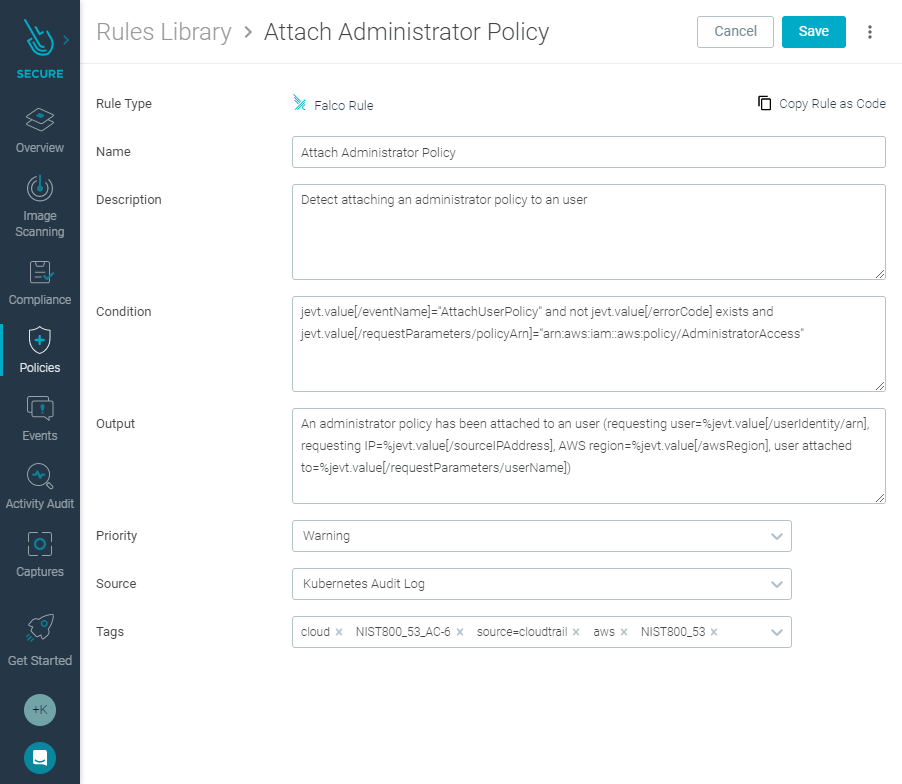 Rules Library > Attach Administrator Policy
Cancel
Save
SECURE
Overview
Image
Scanning
Compliance
Policies
Events
Activity Audit
Captures
Get Started
+K
Rule Type
Falco Rule
Copy Rule as Code
Name
Attach Administrator Policy
Description
Detect attaching an administrator policy to an user
Condition
jevt.value[/eventName]="AttachUserPolicy" and not jevt.value[/errorCode] exists and
jevt.value[/requestParameters/policyArn]="arn:aws:iam::aws:policy/AdministratorAccess"
Output
An administrator policy has been attached to an user (requesting user=%jevt.value[/userIdentity/arn],
requesting IP=%jevt.value[/sourceIPAddress], AWS region=%jevt.value[/awsRegion], user attached
to=%jevt.value[/requestParameters/userName])
Priority
Warning
Source
Kubernetes Audit Log
Tags
cloud × NIST800_53_AC-6 × source=cloudtrail × aws × NIST800_53 ×